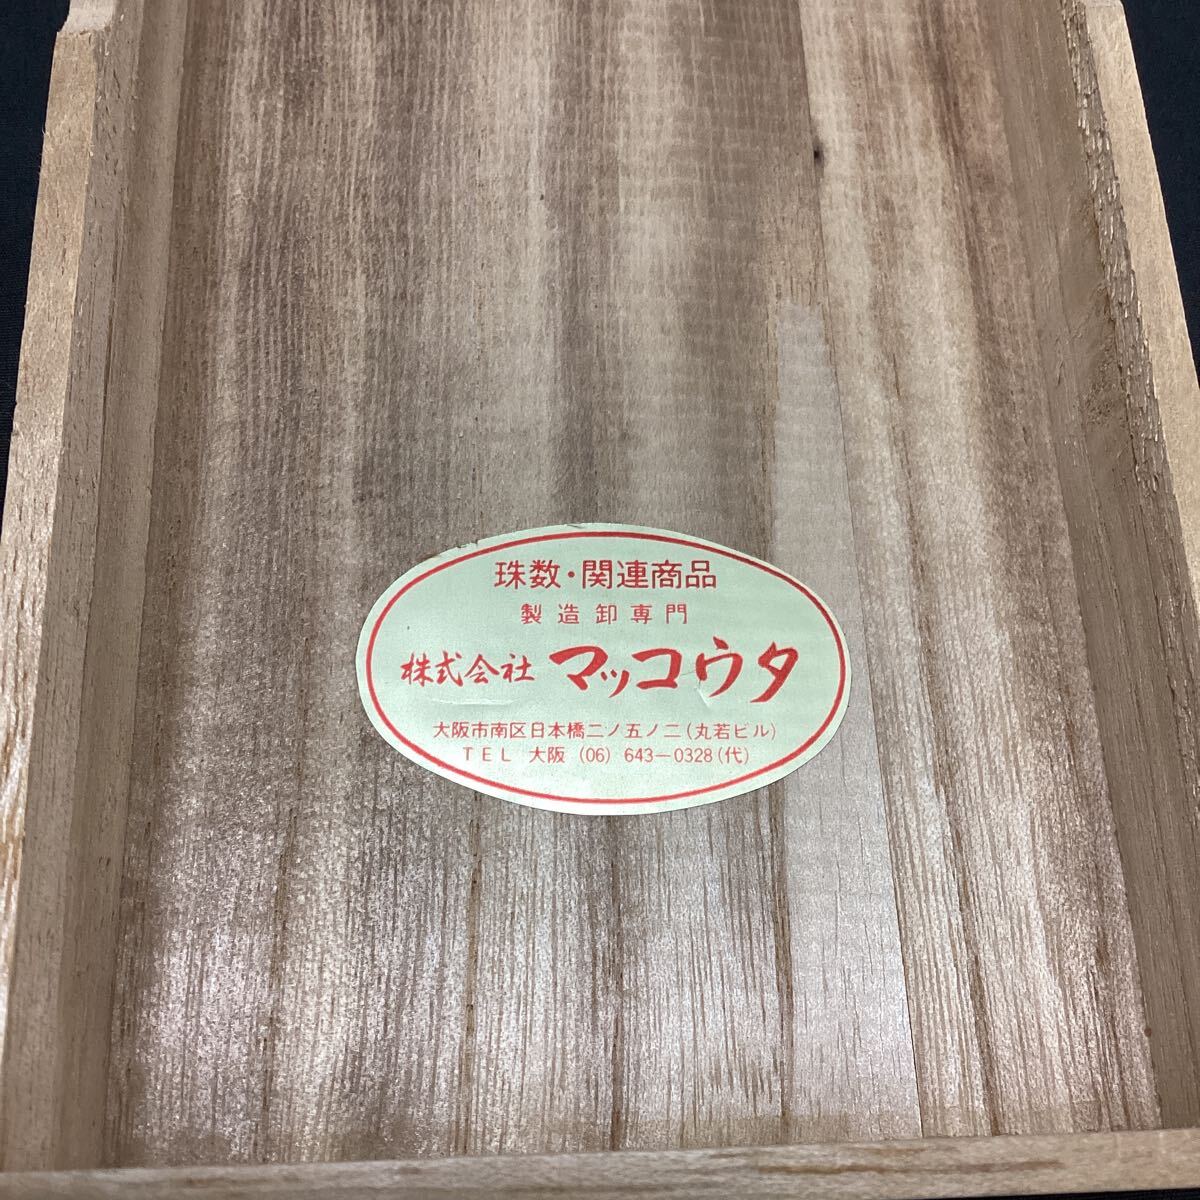 珠数・関連商品
製造卸専門
株式会社 マッコウタ
大阪市南区日本橋二ノ五ノ二(丸若ビル)
TEL 大阪 (06) 643-0328(代)